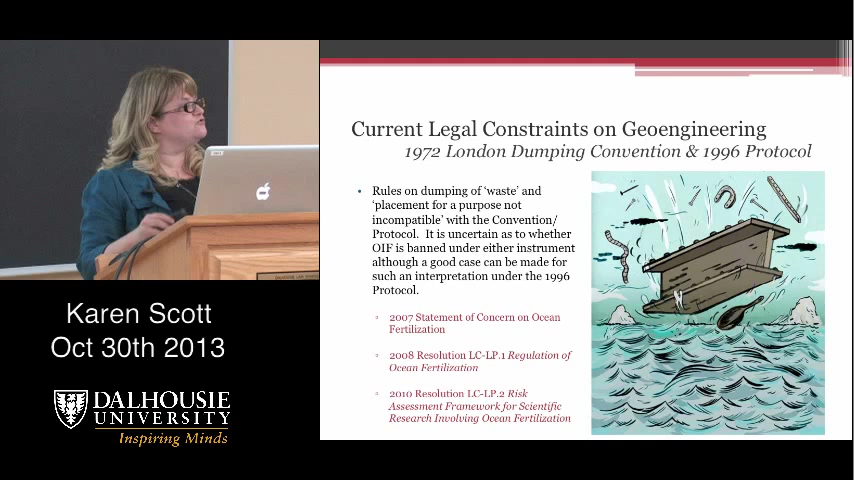 Current Legal Constraints on Geoengineering
1972 London Dumping Convention & 1996 Protocol
• Rules on dumping of ‘waste’ and
‘placement for a purpose not
incompatible’ with the Convention/
Protocol. It is uncertain as to whether
OIF is banned under either instrument
although a good case can be made for
such an interpretation under the 1996
Protocol.
▫ 2007 Statement of Concern on Ocean
Fertilization
▫ 2008 Resolution LC-LP.1 Regulation of
Ocean Fertilization
▫ 2010 Resolution LC-LP.2 Risk
Assessment Framework for Scientific
Research Involving Ocean Fertilization
Karen Scott
Oct 30th 2013
DALHOUSIE
UNIVERSITY
Inspiring Minds